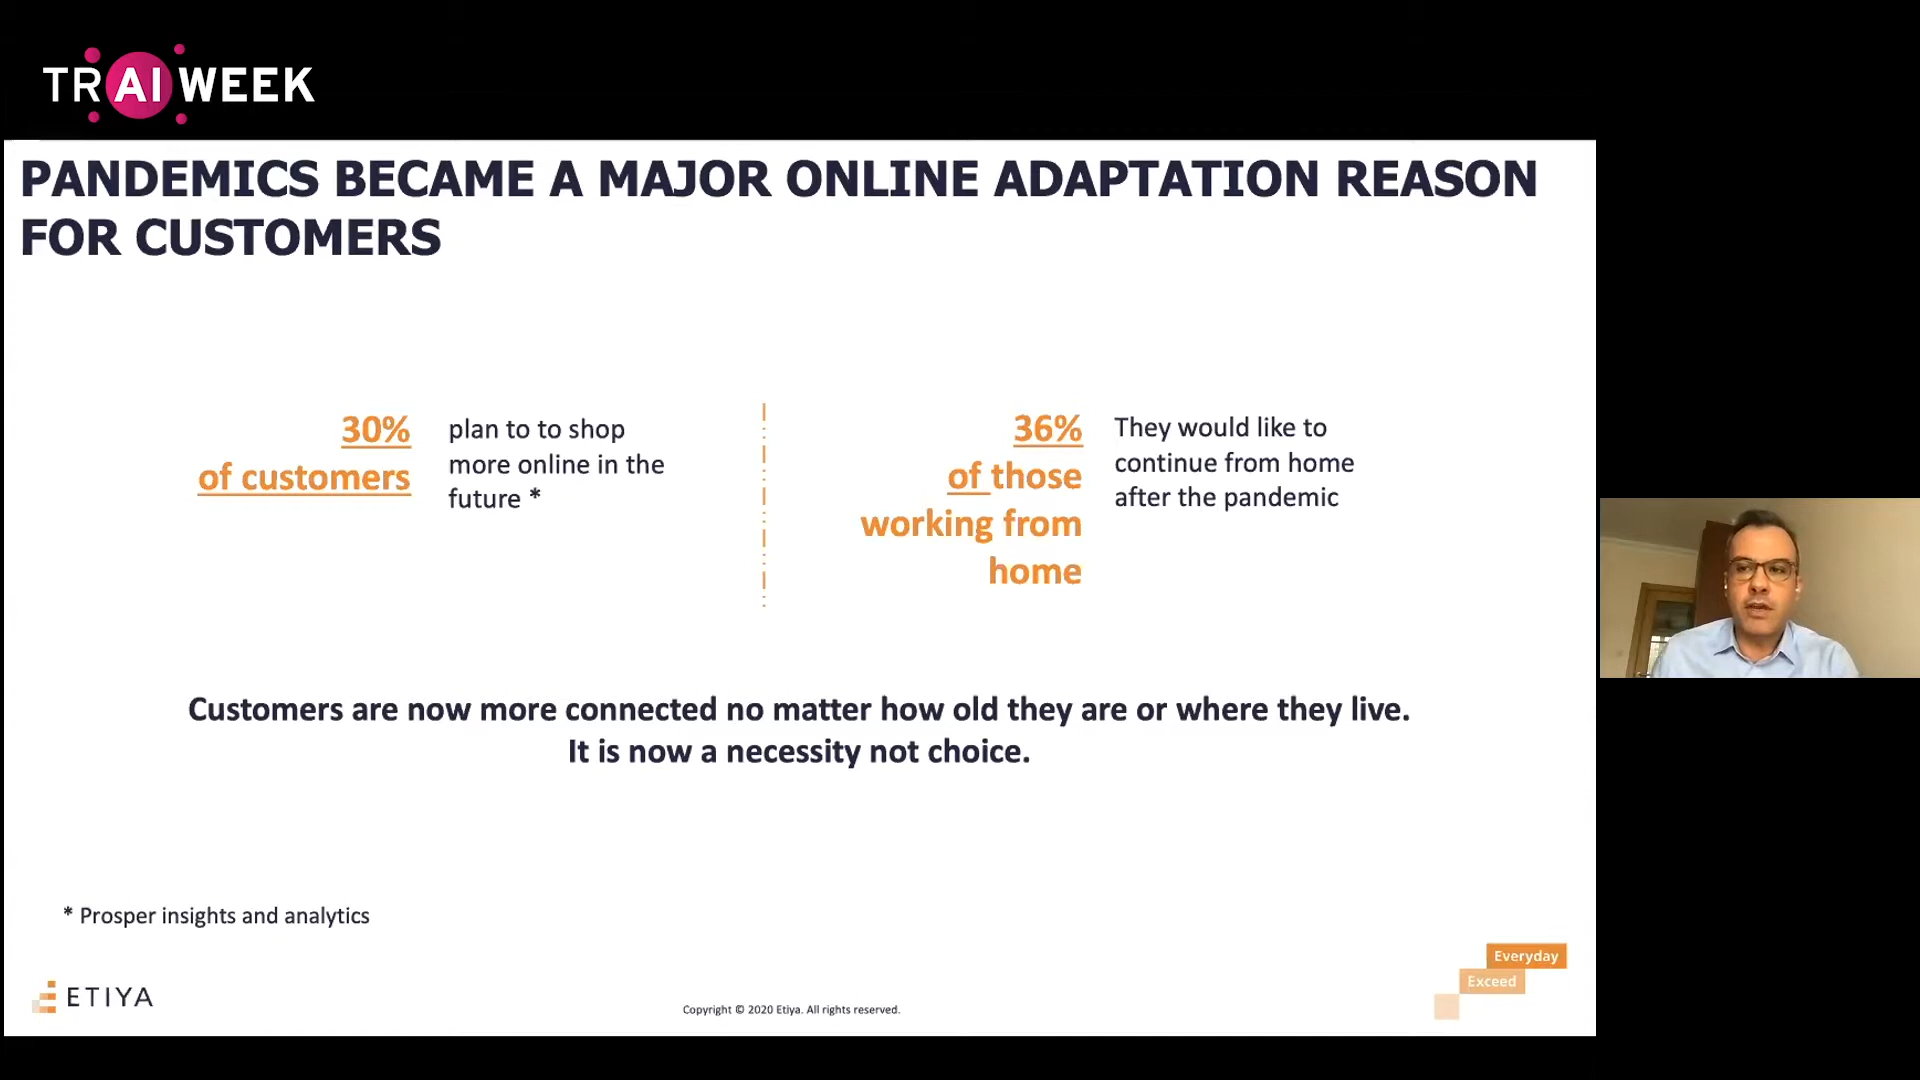 TRAI WEEK
PANDEMICS BECAME A MAJOR ONLINE ADAPTATION REASON
FOR CUSTOMERS
30%
of customers
plan to to shop
more online in the
future *
36%
of those
working from
home
They would like to
continue from home
after the pandemic
Customers are now more connected no matter how old they are or where they live.
It is now a necessity not choice.
* Prosper insights and analytics
ETIYA
Copyright © 2020 Etiya. All rights reserved.
Everyday
Exceed